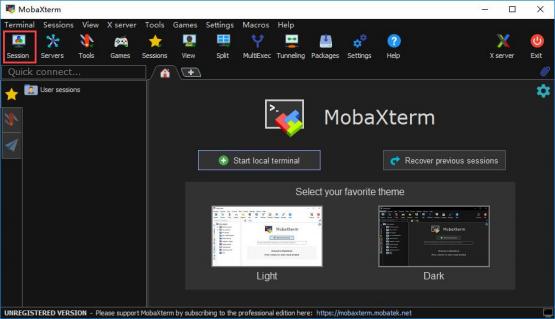 MobaXterm
Terminal Sessions View X server Tools Games Settings Macros Help
Session Servers Tools Games Sessions View Split MultiExec Tunneling Packages Settings Help X server Exit
Quick connect...
User sessions
MobaXterm
Start local terminal
Recover previous sessions
Select your favorite theme
Light
Dark
UNREGISTERED VERSION - Please support MobaXterm by subscribing to the professional edition here: https://mobaxterm.mobatek.net